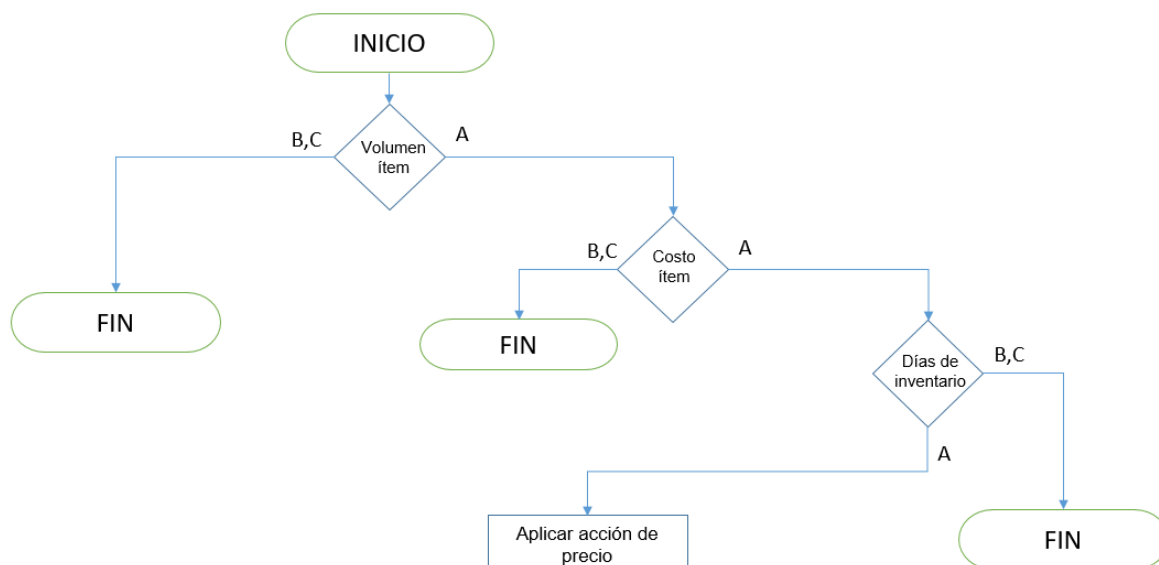 INICIO
B,C
A
Volumen
ítem
B,C
A
Costo
ítem
FIN
FIN
Días de
inventario
B,C
A
Aplicar acción de
precio
FIN